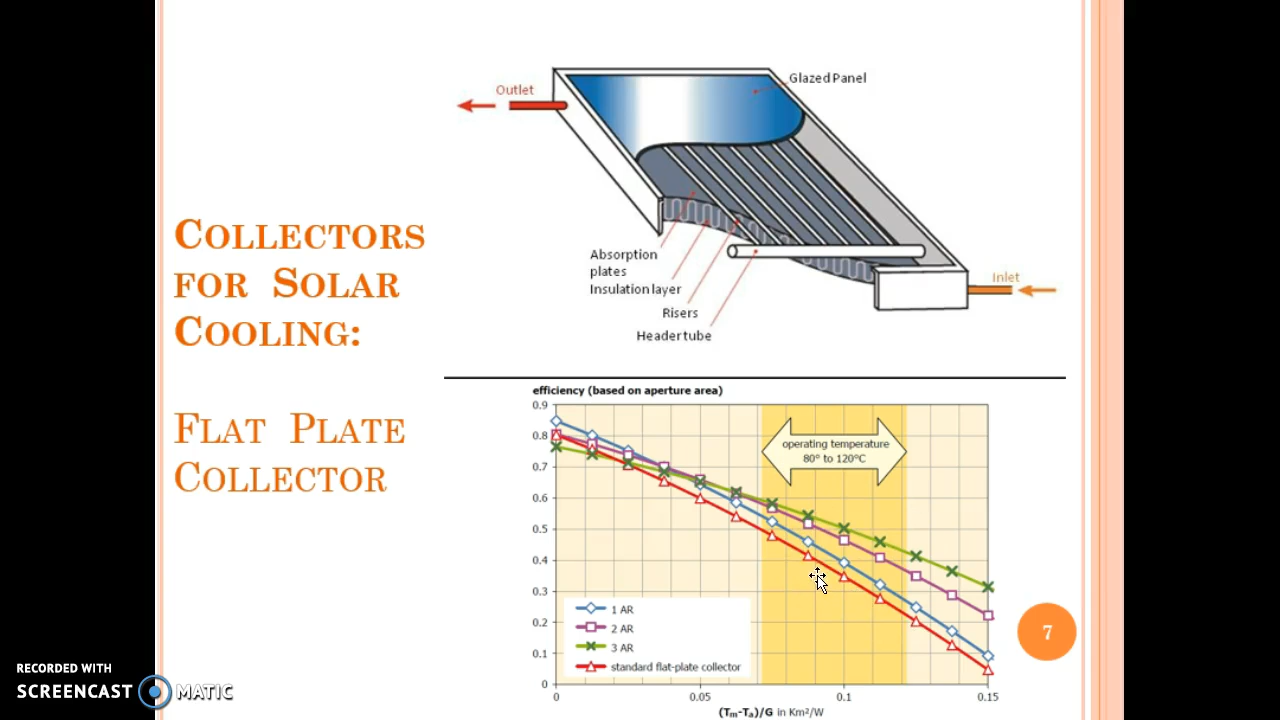 COLLECTORS
FOR SOLAR
COOLING:
FLAT PLATE
COLLECTOR
Glazed Panel
Outlet
Absorption
plates
Insulation layer
Risers
Header tube
Inlet
efficiency (based on aperture area)
0.9
0.8
0.7
0.6
0.5
0.4
0.3
0.2
0.1
0
operating temperature
80° to 120°C
1 AR
2 AR
3 AR
standard flat-plate collector
0 0.05 0.1 0.15
(Tm-Ta)/G in Km²/W
7
RECORDED WITH
SCREENCAST MATIC